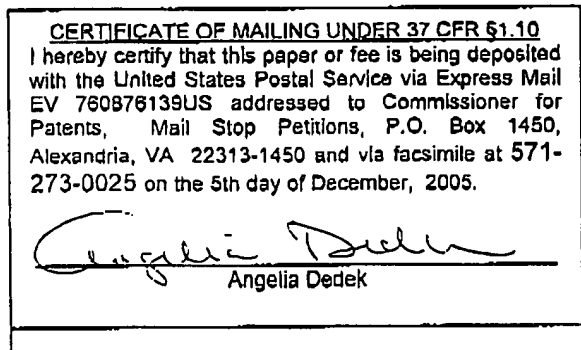 CERTIFICATE OF MAILING UNDER 37 CFR §1.10
I hereby certify that this paper or fee is being deposited
with the United States Postal Service via Express Mail
EV 760876139US addressed to Commissioner for
Patents, Mail Stop Petitions, P.O. Box 1450,
Alexandria, VA 22313-1450 and via facsimile at 571-
273-0025 on the 5th day of December, 2005.
Angelia Dedek
Angelia Dedek